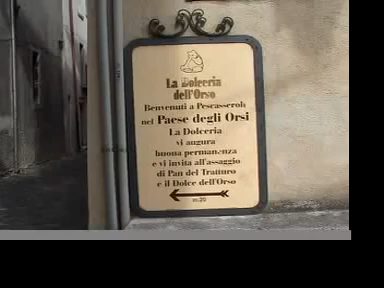 La Dolceria
dell'Orso
Benvenuti a Pescasseroli
nel Paese degli Orsi
La Dolceria
vi augura
buona permanenza
e vi invita all'assaggio
di Pan del Tratturo
e il Dolce dell'Orso
m.20